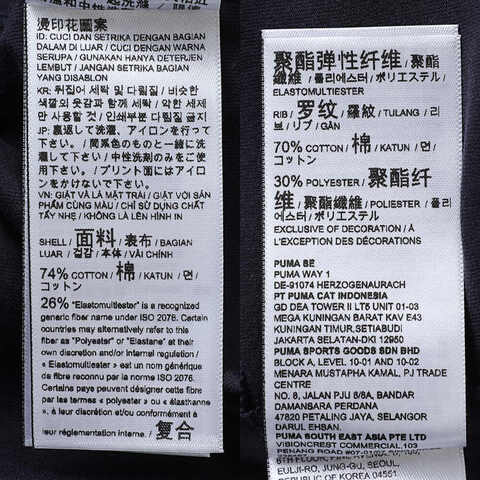 烫印花圖案
ID: CUCI DAN SETRIKA DENGAN BAGIAN
DALAM DI LUAR / CUCI DENGAN WARNA
SERUPA / GUNAKAN HANYA DETERJEN
LEMBUT / JANGAN SETRIKA BAGIAN
YANG DISABLON
KR: 뒤집어 세탁 및 다림질 / 비슷한
색깔의 옷감과 함께 세탁 / 약한 세제
만 사용할 것 / 인쇄부분 다림질 금지
JP: 裏返して洗濯、アイロンを行って下
さい。/ 同系色のものと一緒に洗
濯して下さい / 中性洗剤のみをご使用
下さい。/ プリント面にはアイロ
ンをかけないで下さい。
VN: GIẶT VÀ LÀ MẶT TRÁI / GIẶT VỚI SẢN
PHẨM CÙNG MÀU / CHỈ SỬ DỤNG CHẤT
TẨY NHẸ / KHÔNG LÀ LÊN HÌNH IN
SHELL / 面料 / 表布 / BAGIAN
LUAR / 겉감 / 本体 / VẢI CHÍNH
74% COTTON / 棉 / KATUN / 면 /
コットン
26% "Elastomultiester" is a recognized
generic fiber name under ISO 2076. Certain
countries may alternatively refer to this
fiber as "Polyester" or "Elastane" at their
own discretion and/or internal regulation /
« Elastomultiester » est un nom générique
de fibre reconnu par la norme ISO 2076.
Certains pays peuvent désigner cette fibre
par les termes « polyester » ou « élasthanne
», à leur discrétion et/ou conformément à
leur réglementation interne. / 复合
聚酯弹性纤维 / 聚酯
纖維 / 폴리에스터 / ポリエステル /
ELASTOMULTIESTER
RIB / 罗纹 / 羅紋 / TULANG / 리
브 / リブ / GÂN
70% COTTON / 棉 / KATUN / 면 /
コットン
30% POLYESTER / 聚酯纤
维 / 聚酯纖維 / POLIESTER / 폴리
에스터 / ポリエステル
EXCLUSIVE OF DECORATION / À
L'EXCEPTION DES DÉCORATIONS
PUMA SE
PUMA WAY 1
DE-91074 HERZOGENAURACH
PT PUMA CAT INDONESIA
GD DEA TOWER II LT5 UNIT 01-03
MEGA KUNINGAN BARAT KAV E43
KUNINGAN TIMUR,SETIABUDI
JAKARTA SELATAN-DKI 12950
PUMA SPORTS GOODS SDN BHD
BLOCK A, LEVEL 10-01 AND 10-02
MENARA MUSTAPHA KAMAL, PJ TRADE
CENTRE
NO. 8, JALAN PJU 8/8A, BANDAR
DAMANSARA PERDANA
47820 PETALING JAYA, SELANGOR
DARUL EHSAN.
PUMA SOUTH EAST ASIA PTE LTD
VISIONCREST COMMERCIAL,103
PENANG ROAD
6TH FLOOR,
EULJI-RO, JUNG-GU, SEOUL,
REPUBLIC OF KOREA 04551